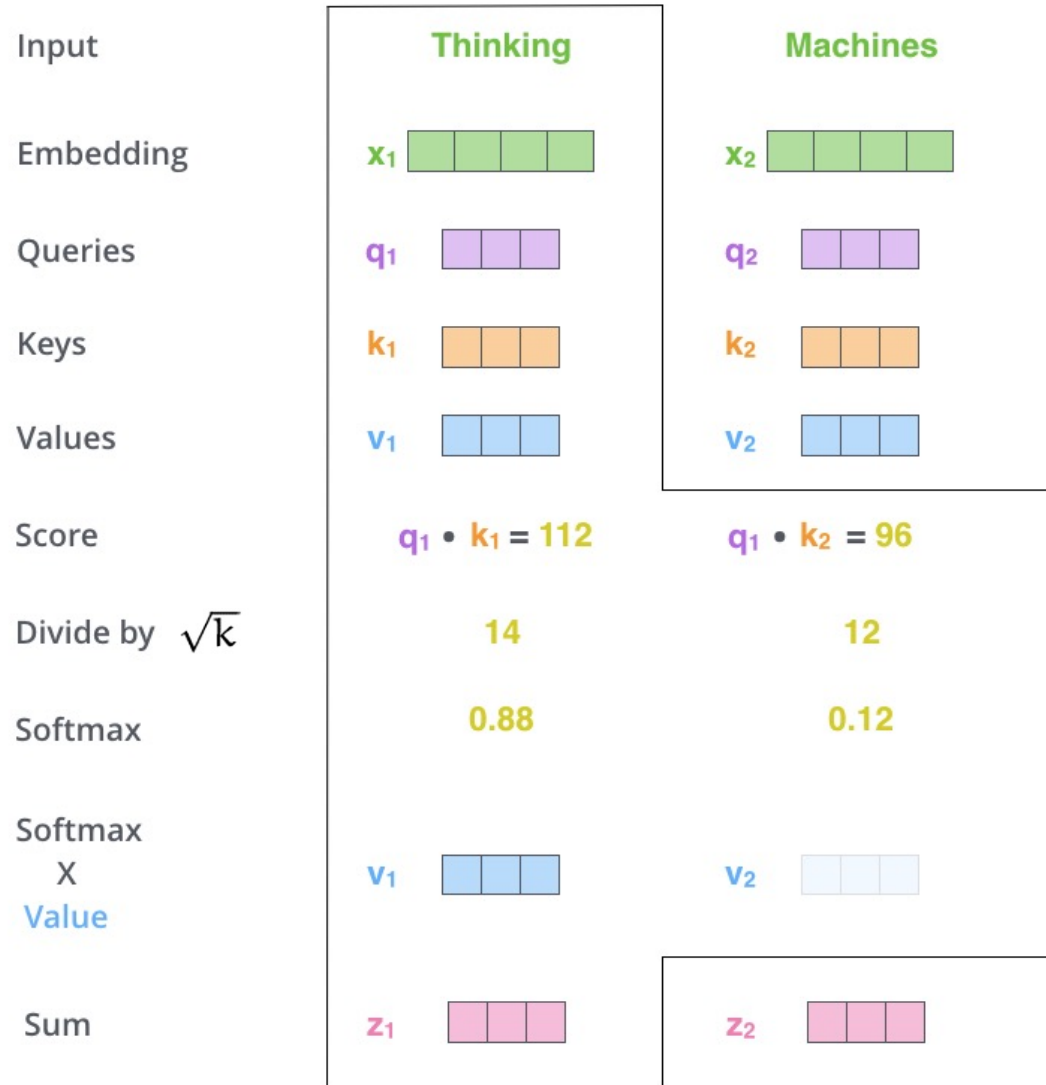 Input Thinking Machines
Embedding x₁ x₂
Queries q₁ q₂
Keys k₁ k₂
Values v₁ v₂
Score q₁ • k₁ = 112 q₁ • k₂ = 96
Divide by √k 14 12
Softmax 0.88 0.12
Softmax
X v₁ v₂
Value
Sum z₁ z₂